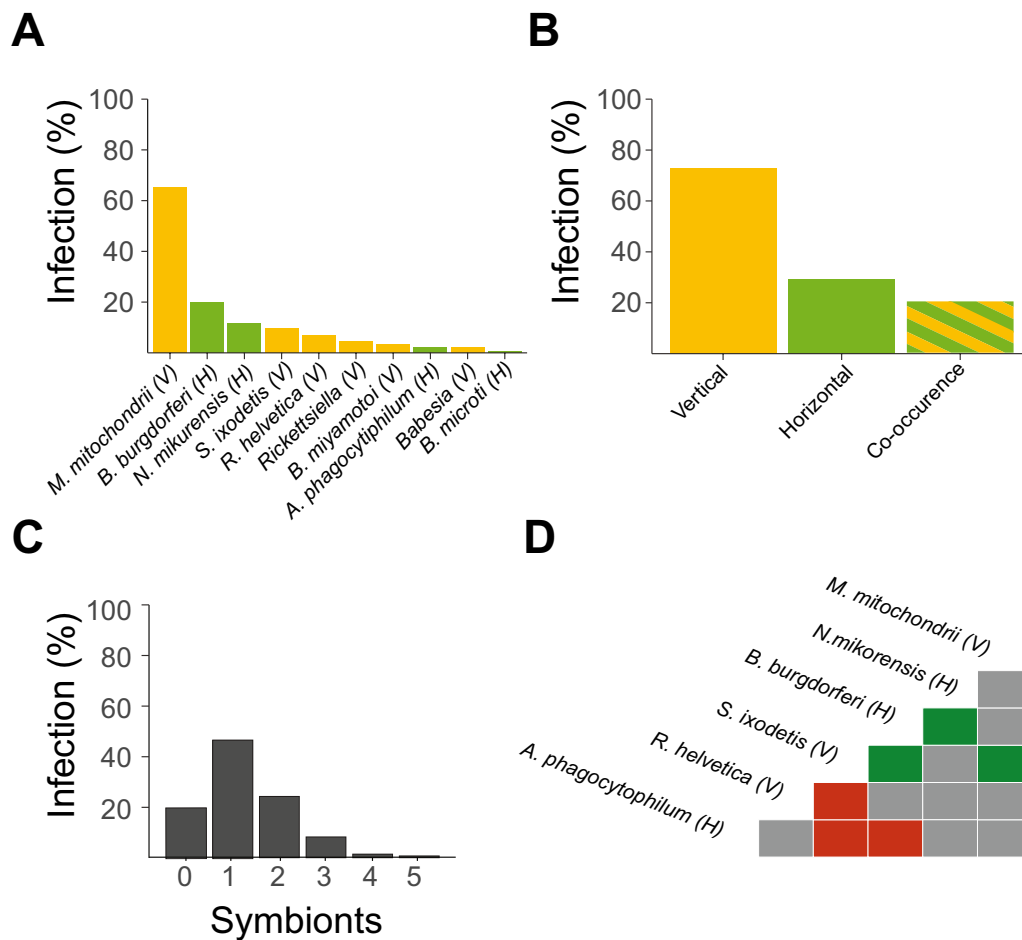 A
Infection (%)
100
80
60
40
20
M. mitochondrii (V)
B. burgdorferi (H)
N. mikurensis (H)
S. ixodetis (V)
R. helvetica (V)
Rickettsiella (V)
B. miyamotoi (V)
A. phagocytiphilum (H)
Babesia (V)
B. microti (H)
B
Infection (%)
100
80
60
40
20
Vertical
Horizontal
Co-occurence
C
Infection (%)
100
80
60
40
20
0 1 2 3 4 5
Symbionts
D
M. mitochondrii (V)
N.mikorensis (H)
B. burgdorferi (H)
S. ixodetis (V)
R. helvetica (V)
A. phagocytophilum (H)